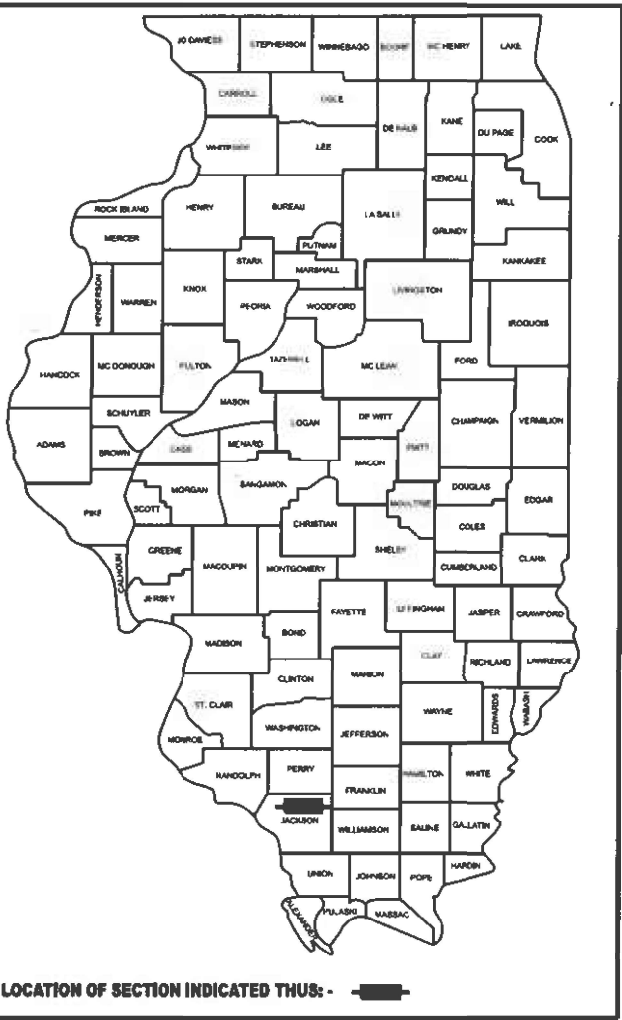 JO DAVIESS STEPHENSON WINNEBAGO BOONE MC HENRY LAKE
CARROLL OGLE
DE KALB KANE DU PAGE COOK
WHITESIDE LEE
KENDALL
ROCK ISLAND HENRY BUREAU LA SALLE WILL
GRUNDY
MERCER PUTNAM
STARK MARSHALL KANKAKEE
HENDERSON WARREN KNOX PEORIA WOODFORD LIVINGSTON
IROQUOIS
HANCOCK MC DONOUGH FULTON TAZEWELL MC LEAN FORD
MASON
SCHUYLER LOGAN DE WITT CHAMPAIGN VERMILION
ADAMS BROWN CASS MENARD PIATT
MACON
MORGAN SANGAMON DOUGLAS EDGAR
PIKE SCOTT MOULTRIE
CHRISTIAN COLES
GREENE SHELBY
CALHOUN MACOUPIN MONTGOMERY CUMBERLAND CLARK
JERSEY
FAYETTE EFFINGHAM JASPER CRAWFORD
MADISON BOND
CLAY RICHLAND LAWRENCE
CLINTON MARION
ST. CLAIR WAYNE EDWARDS WABASH
WASHINGTON JEFFERSON
MONROE
RANDOLPH PERRY HAMILTON WHITE
FRANKLIN
JACKSON WILLIAMSON SALINE GALLATIN
UNION JOHNSON POPE HARDIN
ALEXANDER PULASKI MASSAC
LOCATION OF SECTION INDICATED THUS: -